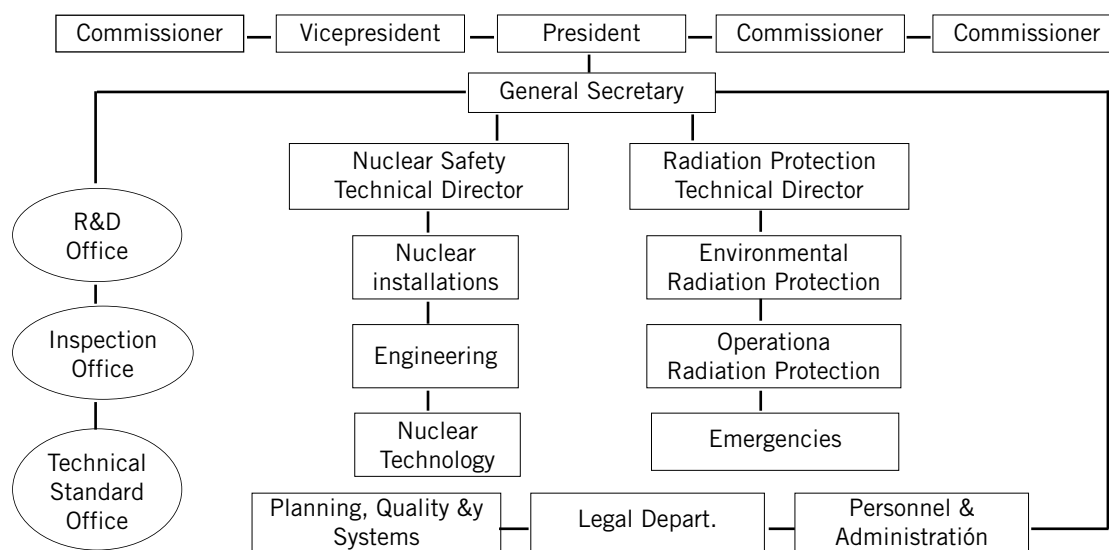 Commissioner
Vicepresident
President
Commissioner
Commissioner
General Secretary
Nuclear Safety
Technical Director
Radiation Protection
Technical Director
R&D
Office
Nuclear
installations
Environmental
Radiation Protection
Inspection
Office
Engineering
Operationa
Radiation Protection
Technical
Standard
Office
Nuclear
Technology
Emergencies
Planning, Quality &y
Systems
Legal Depart.
Personnel &
Administración